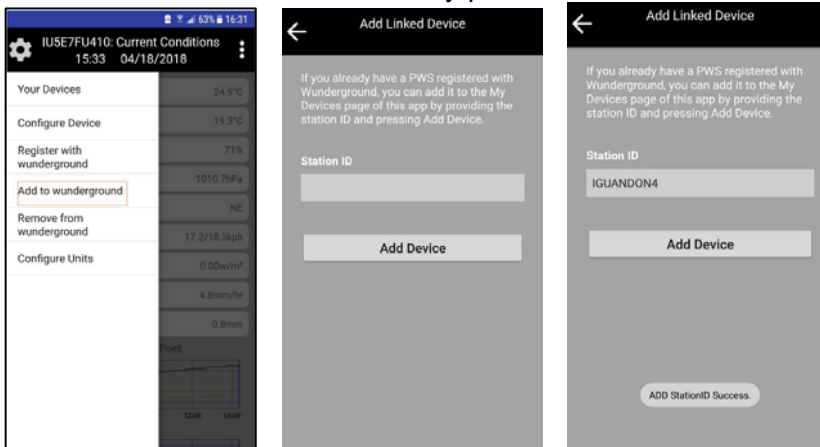 63% 16:31
IU5E7FU410: Current Conditions
15:33 04/18/2018
Your Devices
24.9°C
Configure Device
19.3°C
Register with
wunderground
71%
Add to wunderground
1010.7hPa
Remove from
wunderground
NE
17.2/18.3kph
Configure Units
0.00w/m²
4.8mm/hr
0.8mm
Point
12:00 15:00
Add Linked Device
If you already have a PWS registered with
Wunderground, you can add it to the My
Devices page of this app by providing the
station ID and pressing Add Device.
Station ID
Add Device
Add Linked Device
If you already have a PWS registered with
Wunderground, you can add it to the My
Devices page of this app by providing the
station ID and pressing Add Device.
Station ID
IGUANDON4
Add Device
ADD StationID Success.